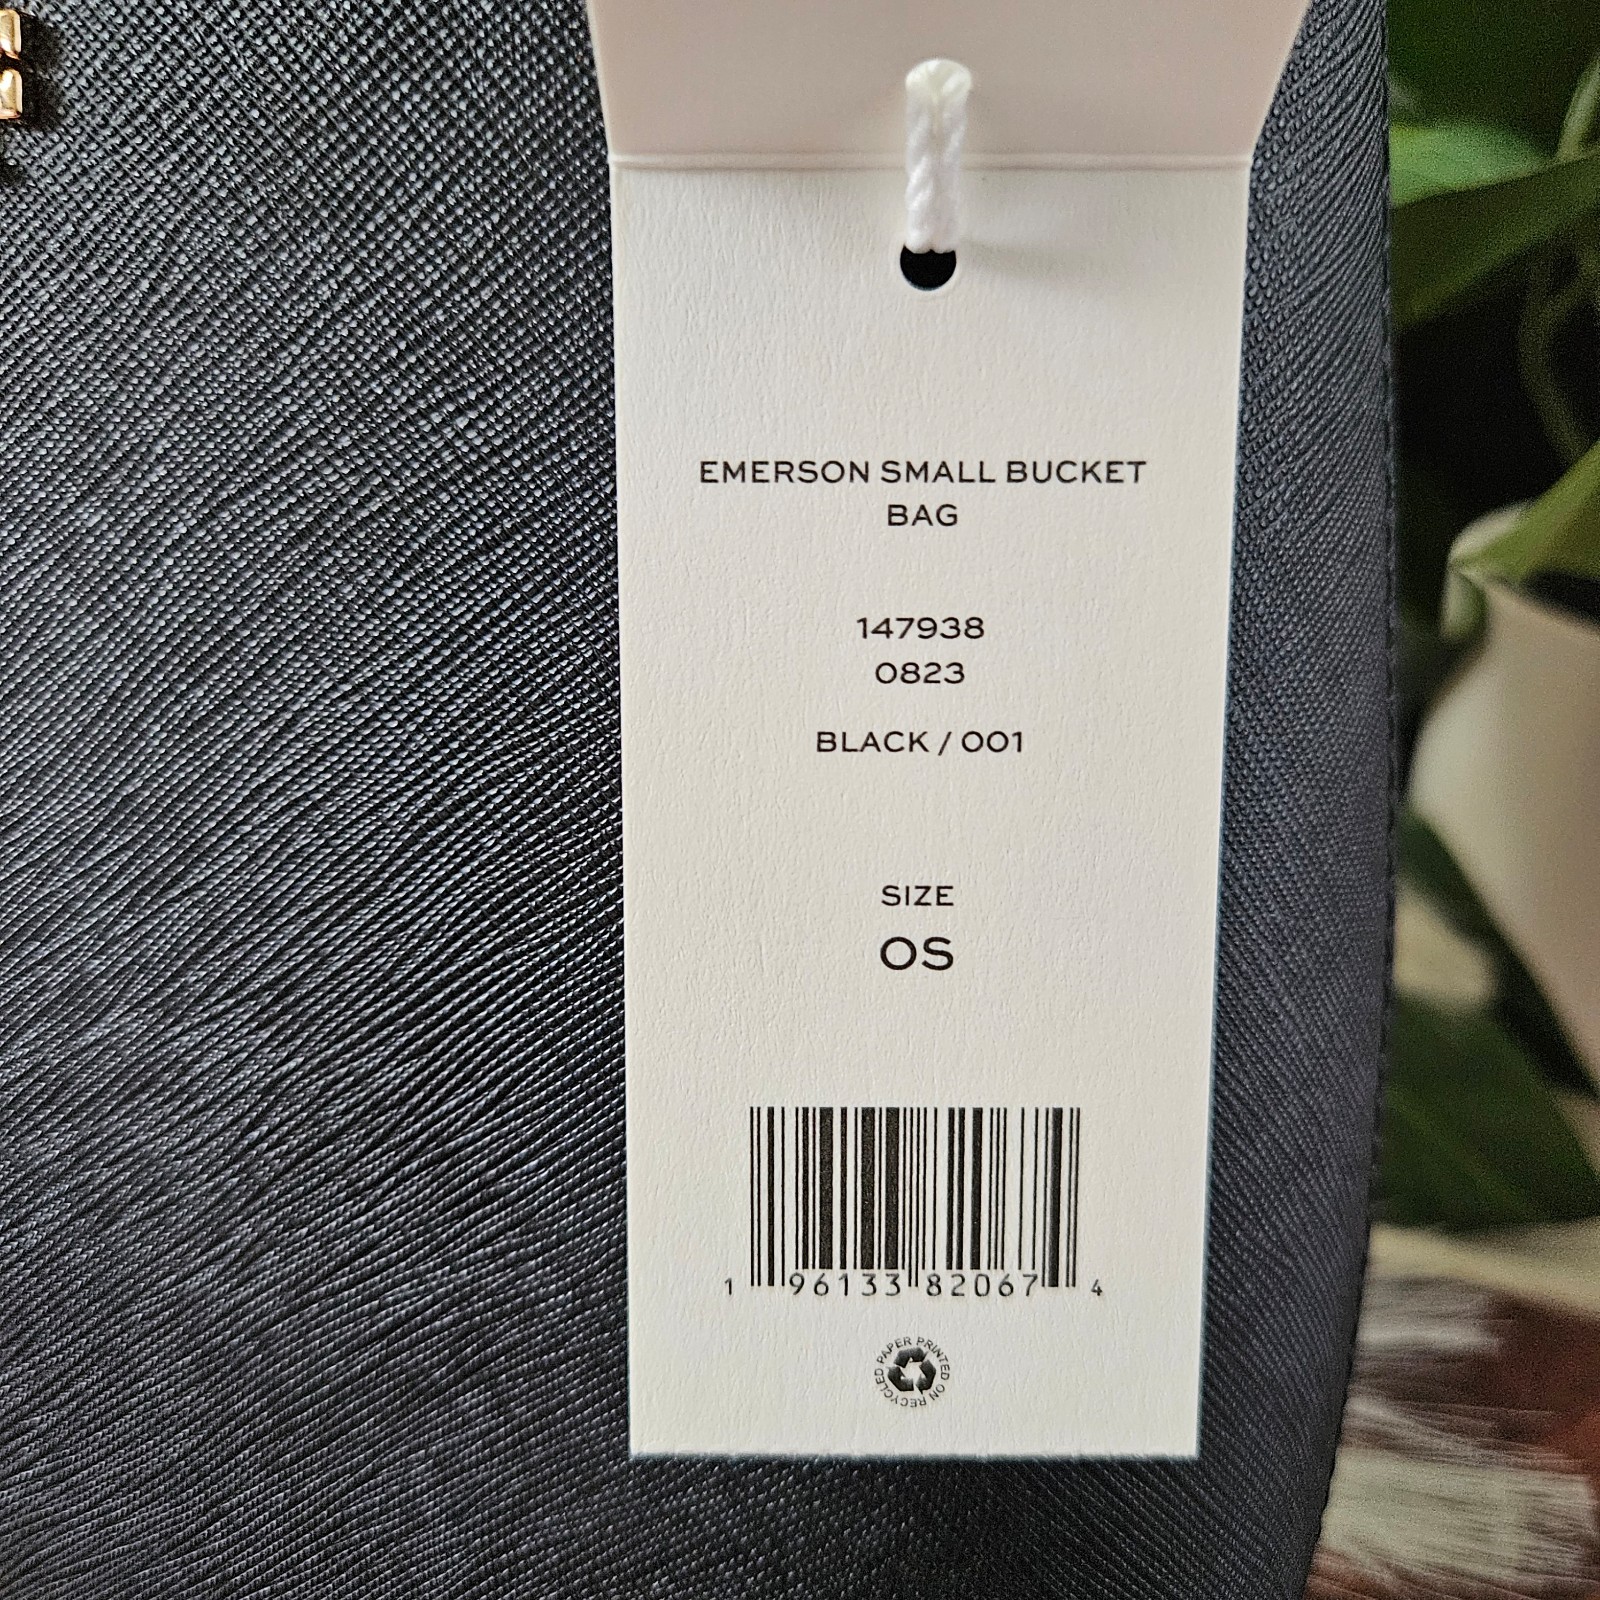 EMERSON SMALL BUCKET
BAG
147938
0823
BLACK / 001
SIZE
OS
1 96133 82067 4
PRINTED ON RECYCLED PAPER